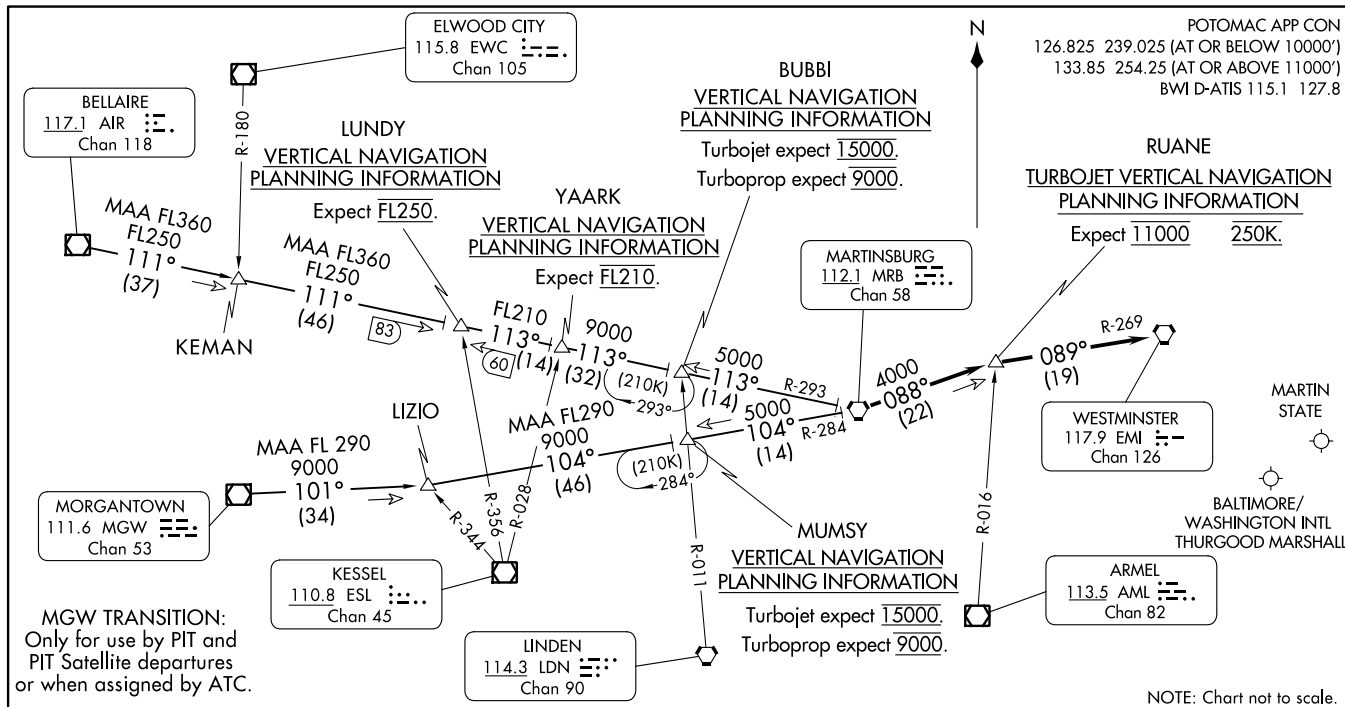 POTOMAC APP CON
126.825 239.025 (AT OR BELOW 10000')
133.85 254.25 (AT OR ABOVE 11000')
BWI D-ATIS 115.1 127.8
N
ELWOOD CITY
115.8 EWC
Chan 105
BELLAIRE
117.1 AIR
Chan 118
R-180
LUNDY
VERTICAL NAVIGATION
PLANNING INFORMATION
Expect FL250.
YAARK
VERTICAL NAVIGATION
PLANNING INFORMATION
Expect FL210.
BUBBI
VERTICAL NAVIGATION
PLANNING INFORMATION
Turbojet expect 15000.
Turboprop expect 9000.
RUANE
TURBOJET VERTICAL NAVIGATION
PLANNING INFORMATION
Expect 11000 250K.
MARTINSBURG
112.1 MRB
Chan 58
MAA FL360
FL250
111°
(37)
KEMAN
MAA FL360
FL250
111°
(46)
83
FL210
113°
(14)
60
9000
113°
(32)
(210K)
293°
5000
113°
(14)
R-293
4000
088°
(22)
R-269
089°
(19)
WESTMINSTER
117.9 EMI
Chan 126
MARTIN
STATE
BALTIMORE/
WASHINGTON INTL
THURGOOD MARSHALL
LIZIO
MAA FL 290
9000
101°
(34)
MAA FL290
9000
104°
(46)
(210K)
284°
5000
104°
(14)
R-284
MORGANTOWN
111.6 MGW
Chan 53
R-344
R-356
R-028
R-011
R-016
KESSEL
110.8 ESL
Chan 45
MUMSY
VERTICAL NAVIGATION
PLANNING INFORMATION
Turbojet expect 15000.
Turboprop expect 9000.
ARMEL
113.5 AML
Chan 82
LINDEN
114.3 LDN
Chan 90
MGW TRANSITION:
Only for use by PIT and
PIT Satellite departures
or when assigned by ATC.
NOTE: Chart not to scale.